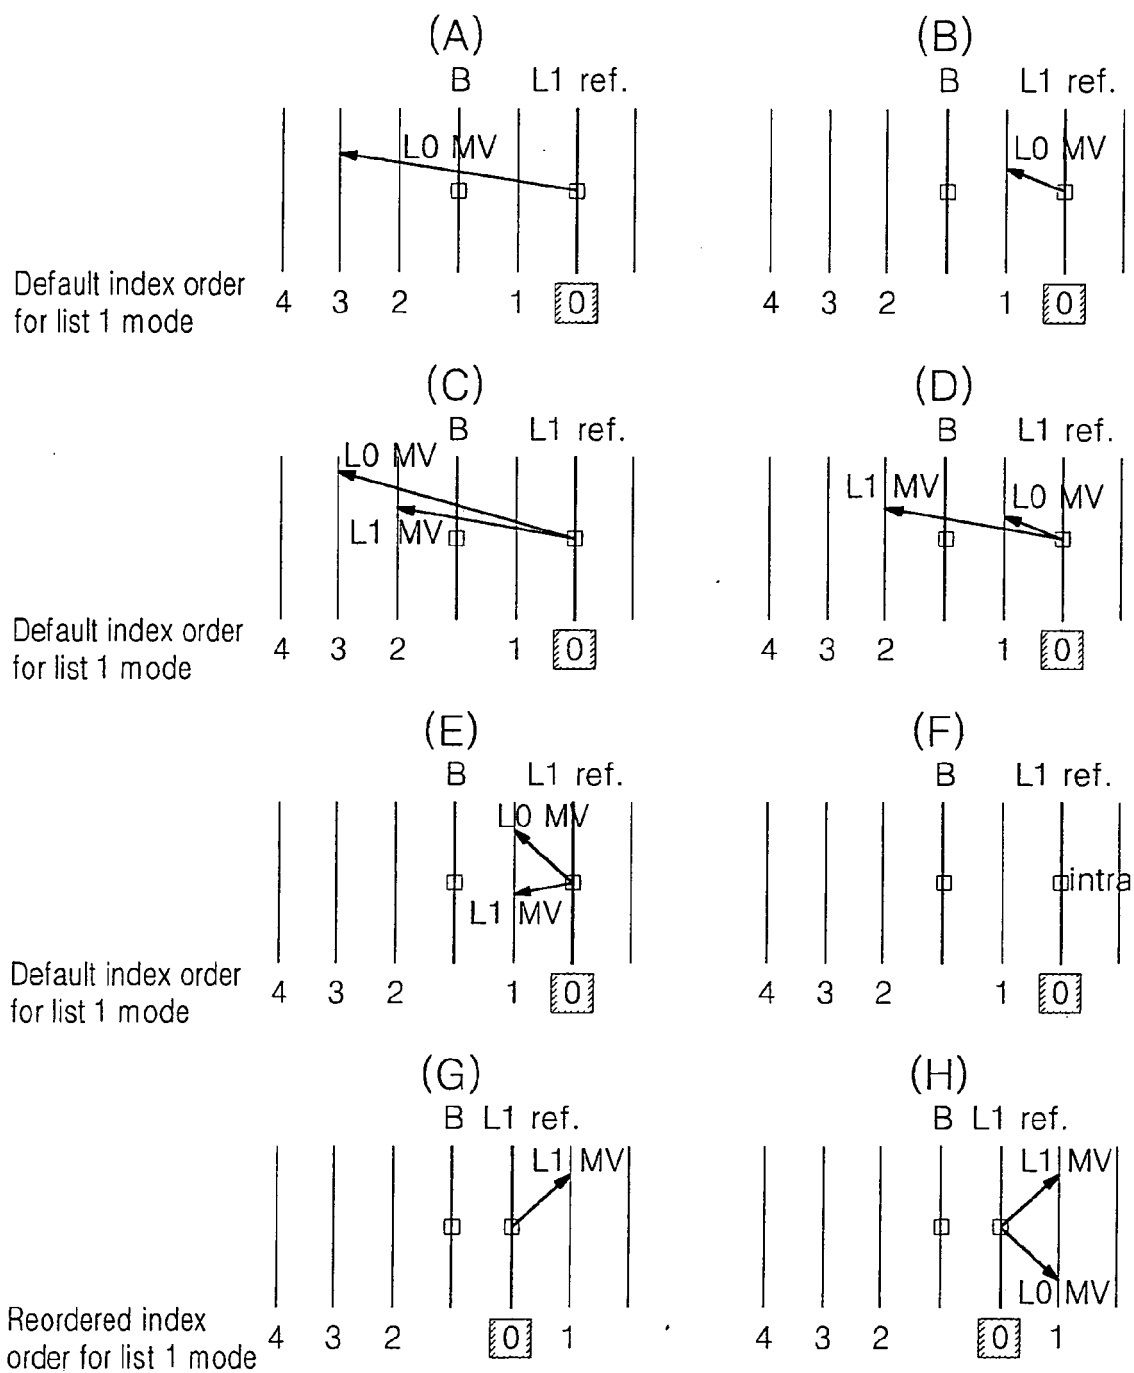 (A) (B)
B L1 ref. B L1 ref.
L0 MV L0 MV
Default index order
for list 1 mode
4 3 2 1 0 4 3 2 1 0
(C) (D)
B L1 ref. B L1 ref.
L0 MV
L1 MV L0 MV
L1 MV
Default index order
for list 1 mode
4 3 2 1 0 4 3 2 1 0
(E) (F)
B L1 ref. B L1 ref.
L0 MV
intra
L1 MV
Default index order
for list 1 mode
4 3 2 1 0 4 3 2 1 0
(G) (H)
B L1 ref. B L1 ref.
L1 MV L1 MV
L0 MV
Reordered index
order for list 1 mode
4 3 2 0 1 4 3 2 0 1